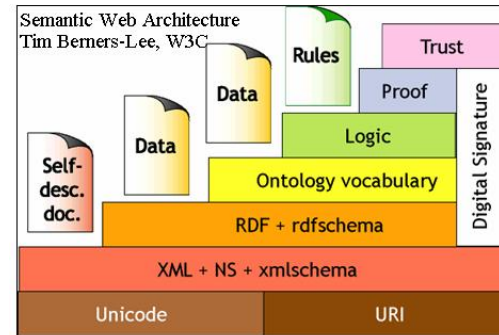 Semantic Web Architecture
Tim Berners-Lee, W3C
Rules
Trust
Data
Proof
Data
Logic
Self-
desc.
doc.
Ontology vocabulary
Digital Signature
RDF + rdfschema
XML + NS + xmlschema
Unicode
URI